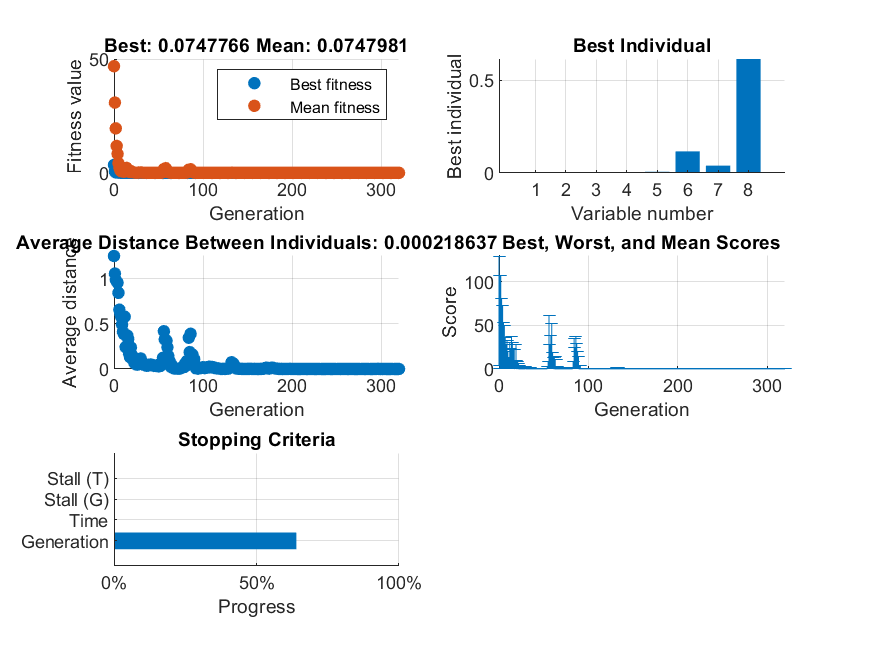 Best: 0.0747766 Mean: 0.0747981
50
0
Fitness value
Best fitness
Mean fitness
0 100 200 300
Generation
Best Individual
0.5
0
Best individual
1 2 3 4 5 6 7 8
Variable number
Average Distance Between Individuals: 0.000218637
1
0.5
0
Average distance
0 100 200 300
Generation
Best, Worst, and Mean Scores
100
50
0
Score
0 100 200 300
Generation
Stopping Criteria
Stall (T)
Stall (G)
Time
Generation
0% 50% 100%
Progress